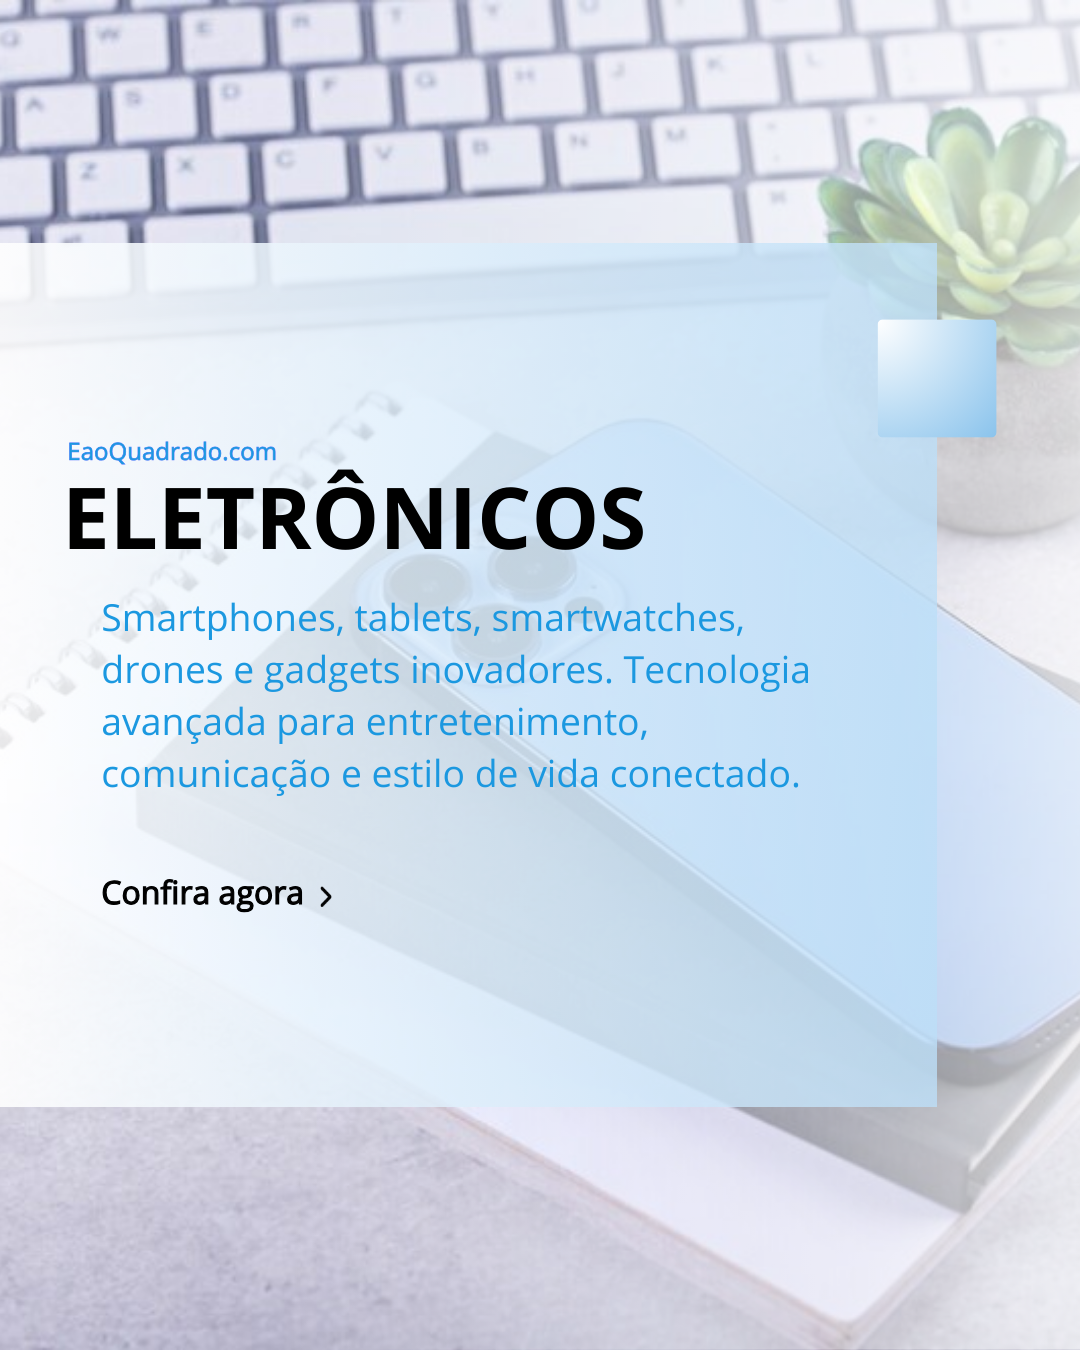 Q W E R T Y U
A S D F G H J K L
Z X C V B N M
EaoQuadrado.com
ELETRÔNICOS
Smartphones, tablets, smartwatches,
drones e gadgets inovadores. Tecnologia
avançada para entretenimento,
comunicação e estilo de vida conectado.
Confira agora >